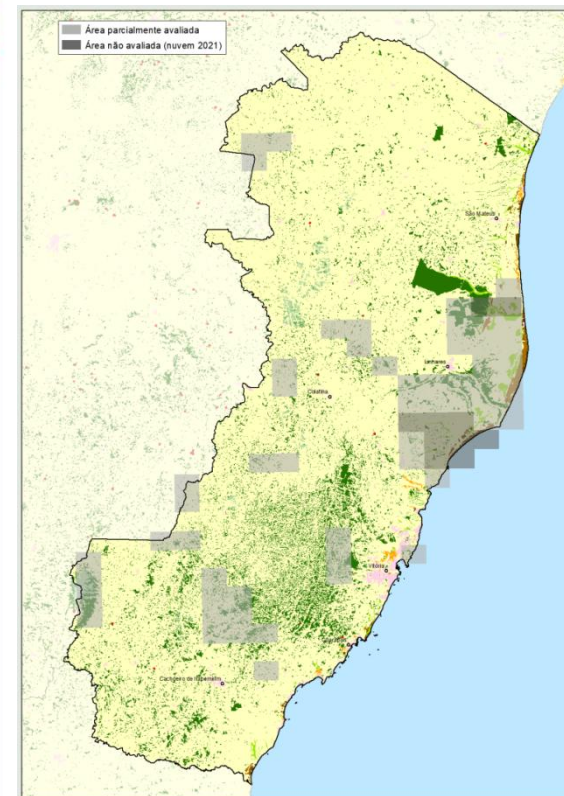 Área parcialmente avaliada
Área não avaliada (nuvem 2021)
São Mateus
Linhares
Colatina
Vitória
Cachoeiro de Itapemirim